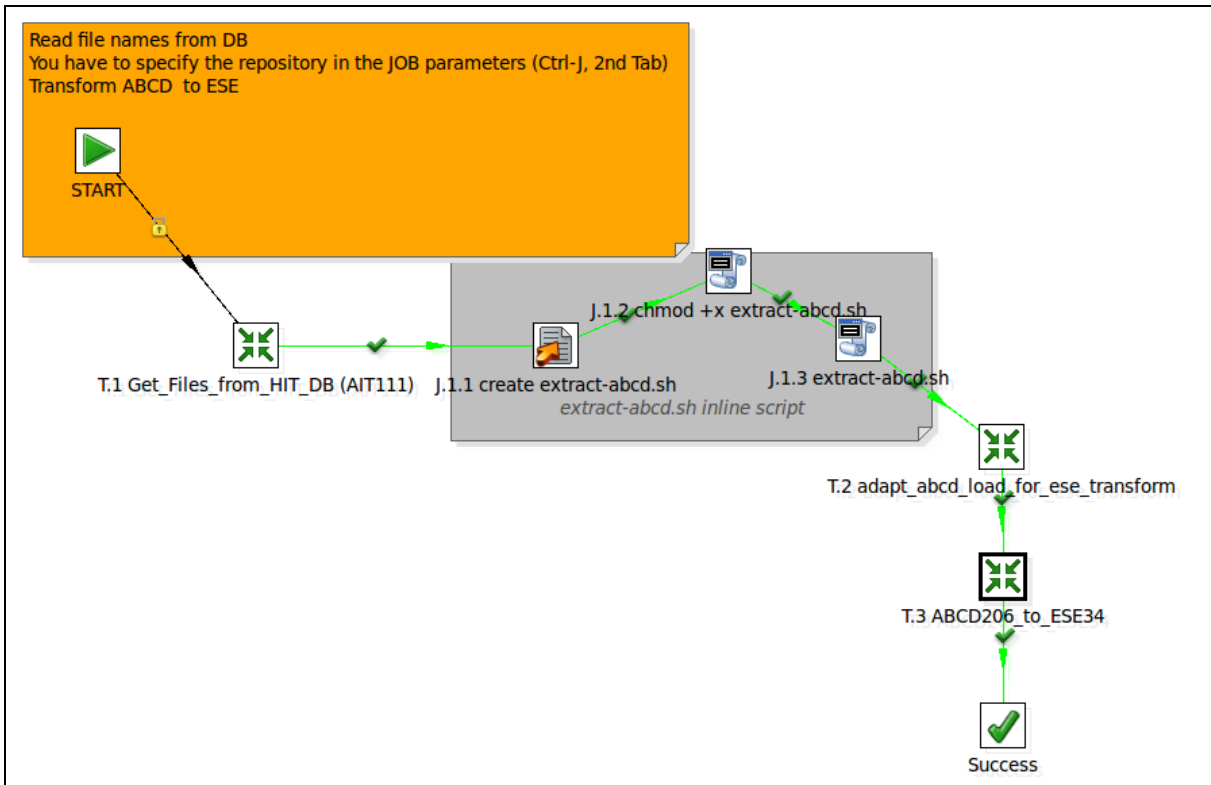 Read file names from DB
You have to specify the repository in the JOB parameters (Ctrl-J, 2nd Tab)
Transform ABCD  to ESE
START
J.1.2 chmod +x extract-abcd.sh
T.1 Get_Files_from_HIT_DB (AIT111)
J.1.1 create extract-abcd.sh
J.1.3 extract-abcd.sh
extract-abcd.sh inline script
T.2 adapt_abcd_load_for_ese_transform
T.3 ABCD206_to_ESE34
Success